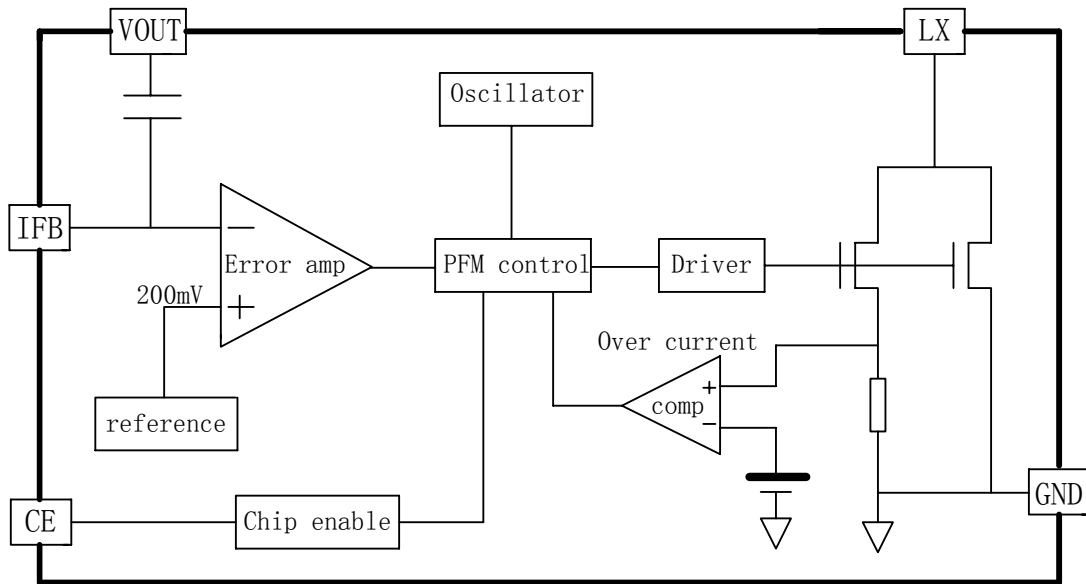 VOUT
LX
Oscillator
IFB
−
Error amp
PFM control
Driver
200mV
+
Over current
+
comp
−
reference
CE
Chip enable
GND